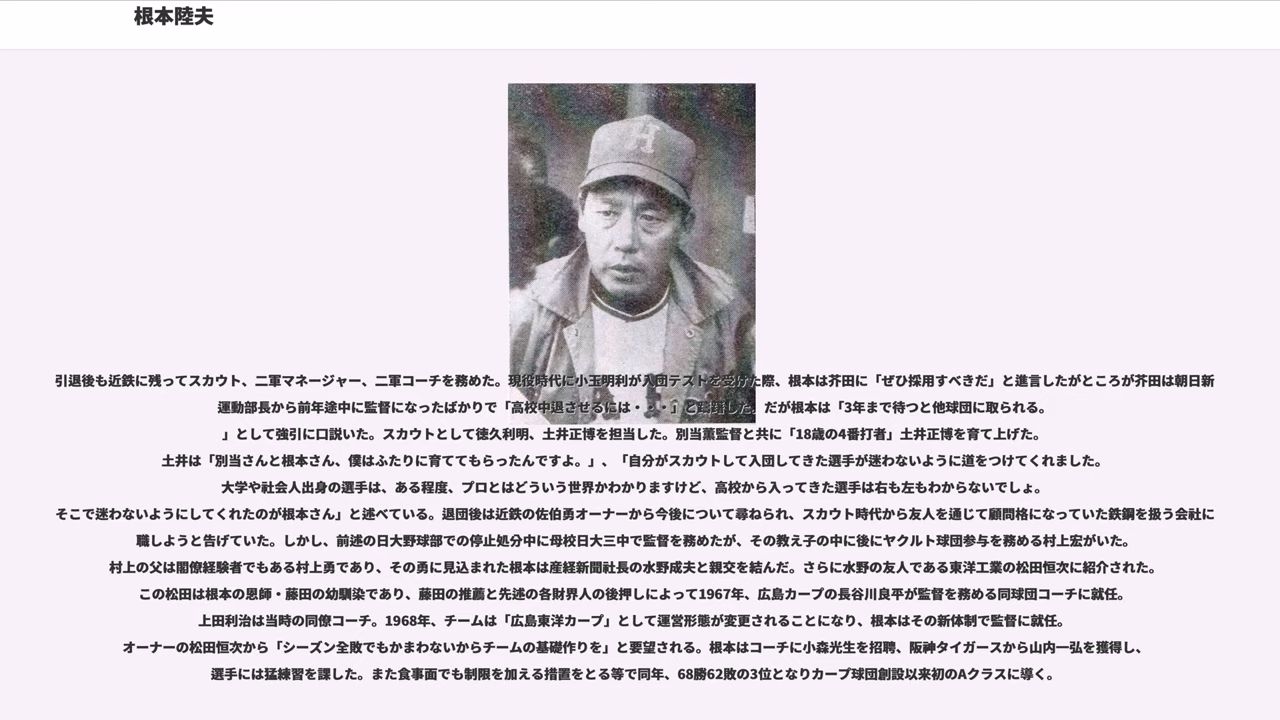 根本陸夫
H
引退後も近鉄に残ってスカウト、二軍マネージャー、二軍コーチを務めた。現役時代に小玉明利が入団テストを受けた際、根本は芥田に「ぜひ採用すべきだ」と進言したがところが芥田は朝日新
運動部長から前年途中に監督になったばかりで「高校中退させるには・・・」と躊躇した。だが根本は「3年まで待つと他球団に取られる。
」として強引に口説いた。スカウトとして徳久利明、土井正博を担当した。別当薫監督と共に「18歳の4番打者」土井正博を育て上げた。
土井は「別当さんと根本さん、僕はふたりに育ててもらったんですよ。」、「自分がスカウトして入団してきた選手が迷わないように道をつけてくれました。
大学や社会人出身の選手は、ある程度、プロとはどういう世界かわかりますけど、高校から入ってきた選手は右も左もわからないでしょ。
そこで迷わないようにしてくれたのが根本さん」と述べている。退団後は近鉄の佐伯勇オーナーから今後について尋ねられ、スカウト時代から友人を通じて顧問格になっていた鉄鋼を扱う会社に
職しようと告げていた。しかし、前述の日大野球部での停止処分中に母校日大三中で監督を務めたが、その教え子の中に後にヤクルト球団参与を務める村上宏がいた。
村上の父は閣僚経験者でもある村上勇であり、その勇に見込まれた根本は産経新聞社長の水野成夫と親交を結んだ。さらに水野の友人である東洋工業の松田恒次に紹介された。
この松田は根本の恩師・藤田の幼馴染であり、藤田の推薦と先述の各財界人の後押しによって1967年、広島カープの長谷川良平が監督を務める同球団コーチに就任。
上田利治は当時の同僚コーチ。1968年、チームは「広島東洋カープ」として運営形態が変更されることになり、根本はその新体制で監督に就任。
オーナーの松田恒次から「シーズン全敗でもかまわないからチームの基礎作りを」と要望される。根本はコーチに小森光生を招聘、阪神タイガースから山内一弘を獲得し、
選手には猛練習を課した。また食事面でも制限を加える措置をとる等で同年、68勝62敗の3位となりカープ球団創設以来初のAクラスに導く。